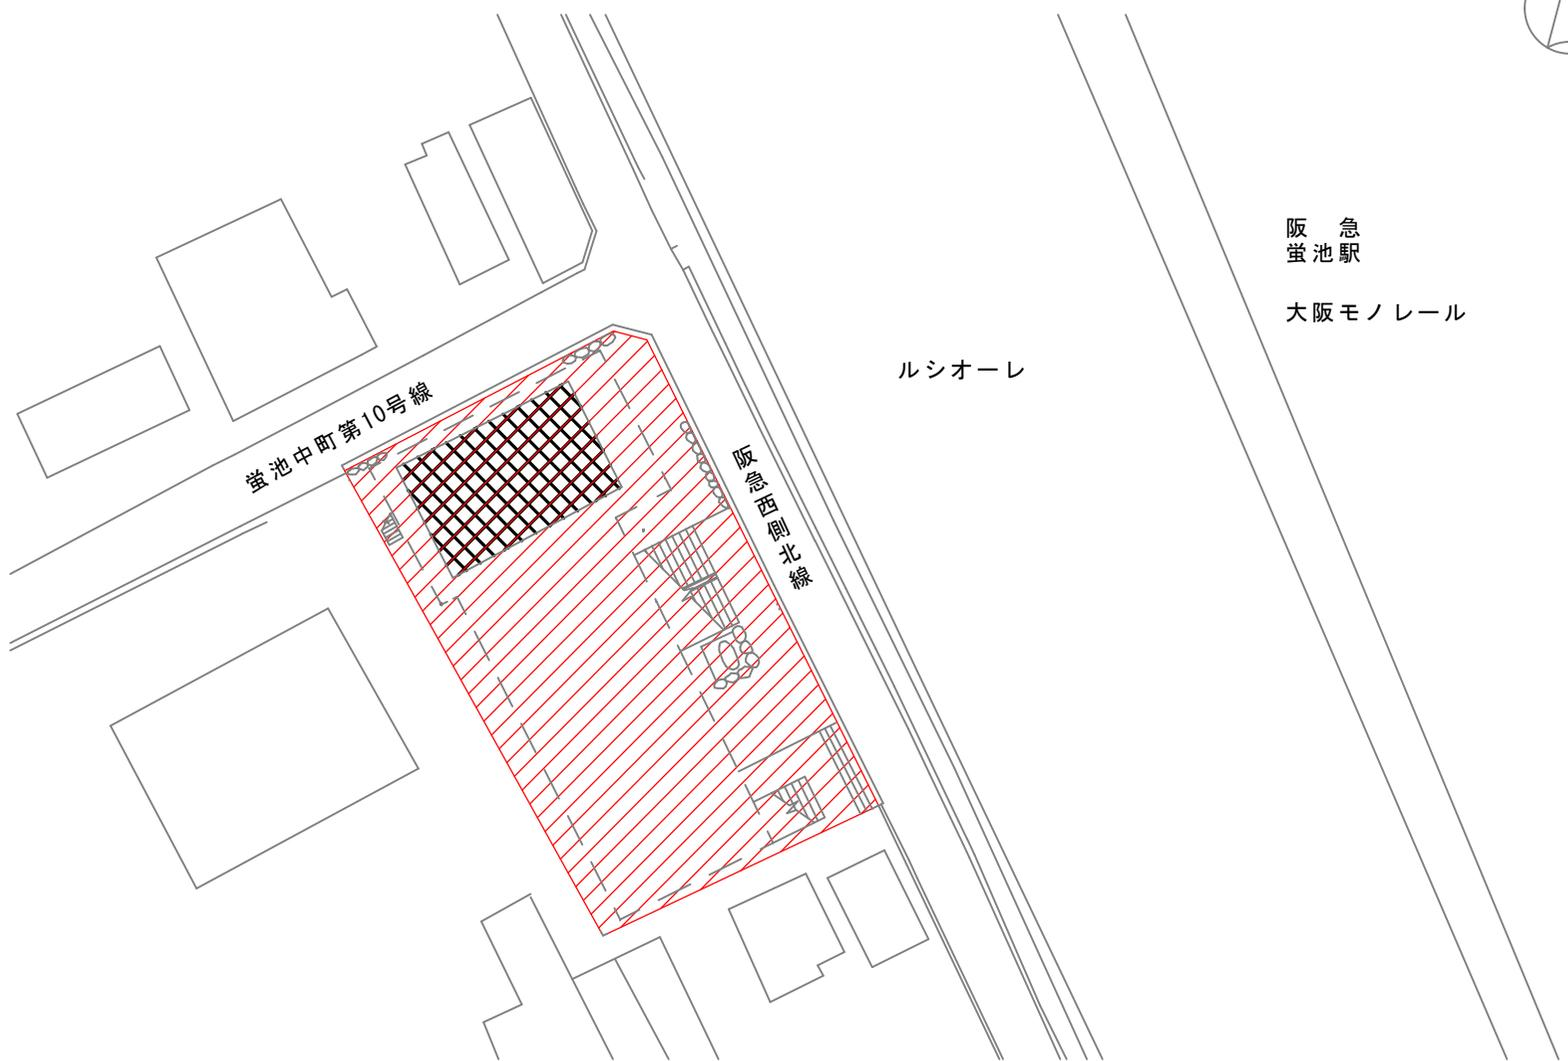 阪　急
蛍池駅
大阪モノレール
ルシオーレ
蛍池中町第10号線
阪急西側北線